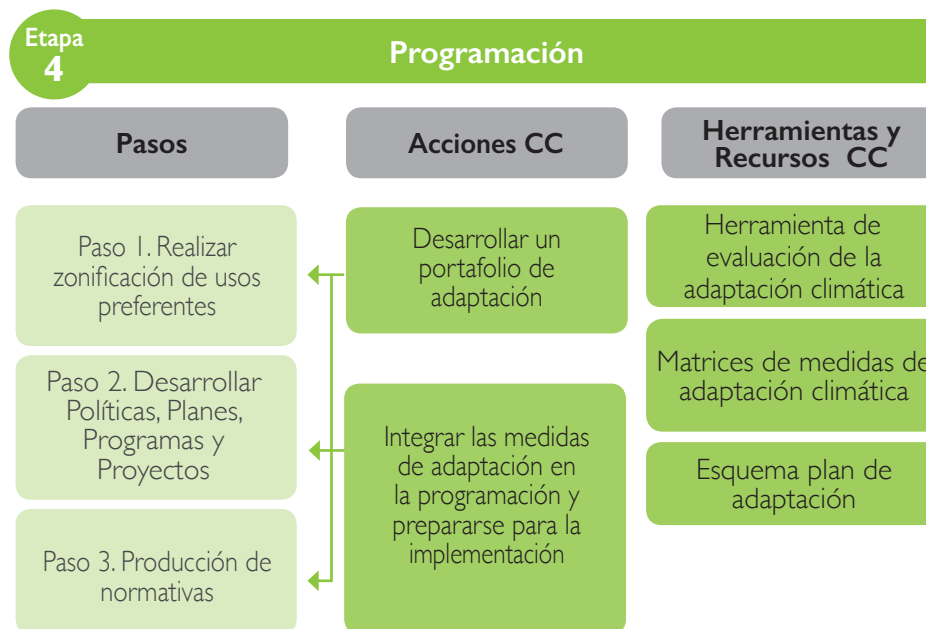 Etapa
4
Programación
Pasos
Acciones CC
Herramientas y
Recursos CC
Paso 1. Realizar
zonificación de usos
preferentes
Paso 2. Desarrollar
Políticas, Planes,
Programas y
Proyectos
Paso 3. Producción de
normativas
Desarrollar un
portafolio de
adaptación
Integrar las medidas
de adaptación en
la programación y
prepararse para la
implementación
Herramienta de
evaluación de la
adaptación climática
Matrices de medidas de
adaptación climática
Esquema plan de
adaptación